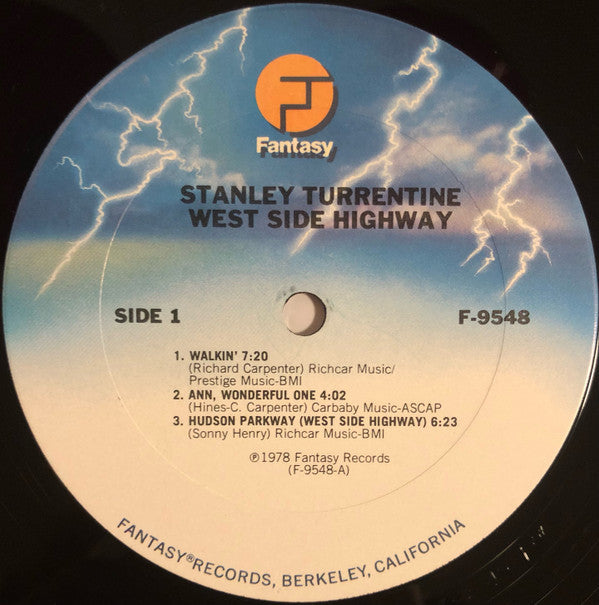 Fantasy
STANLEY TURRENTINE
WEST SIDE HIGHWAY
SIDE 1
F-9548
1. WALKIN' 7:20
(Richard Carpenter) Richcar Music/
Prestige Music-BMI
2. ANN, WONDERFUL ONE 4:02
(Hines-C. Carpenter) Carbaby Music-ASCAP
3. HUDSON PARKWAY (WEST SIDE HIGHWAY) 6:23
(Sonny Henry) Richcar Music-BMI
℗1978 Fantasy Records
(F-9548-A)
FANTASY® RECORDS, BERKELEY, CALIFORNIA